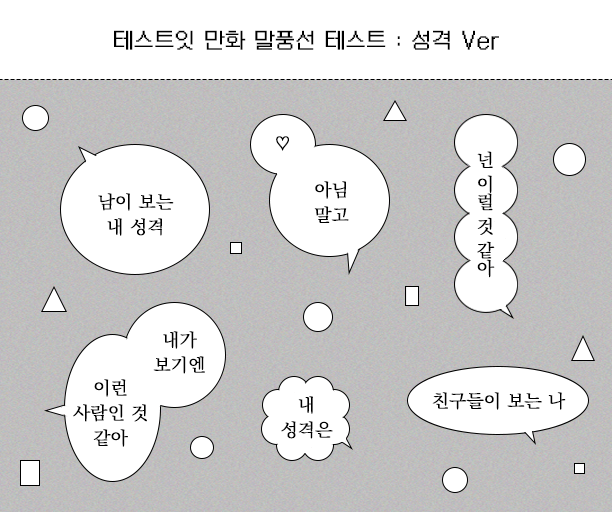 테스트잇 만화 말풍선 테스트 : 성격 Ver
남이 보는
내 성격
♡
아님
말고
넌 이럴 것 같아
내가
보기엔
이런
사람인 것
같아
내
성격은
친구들이 보는 나